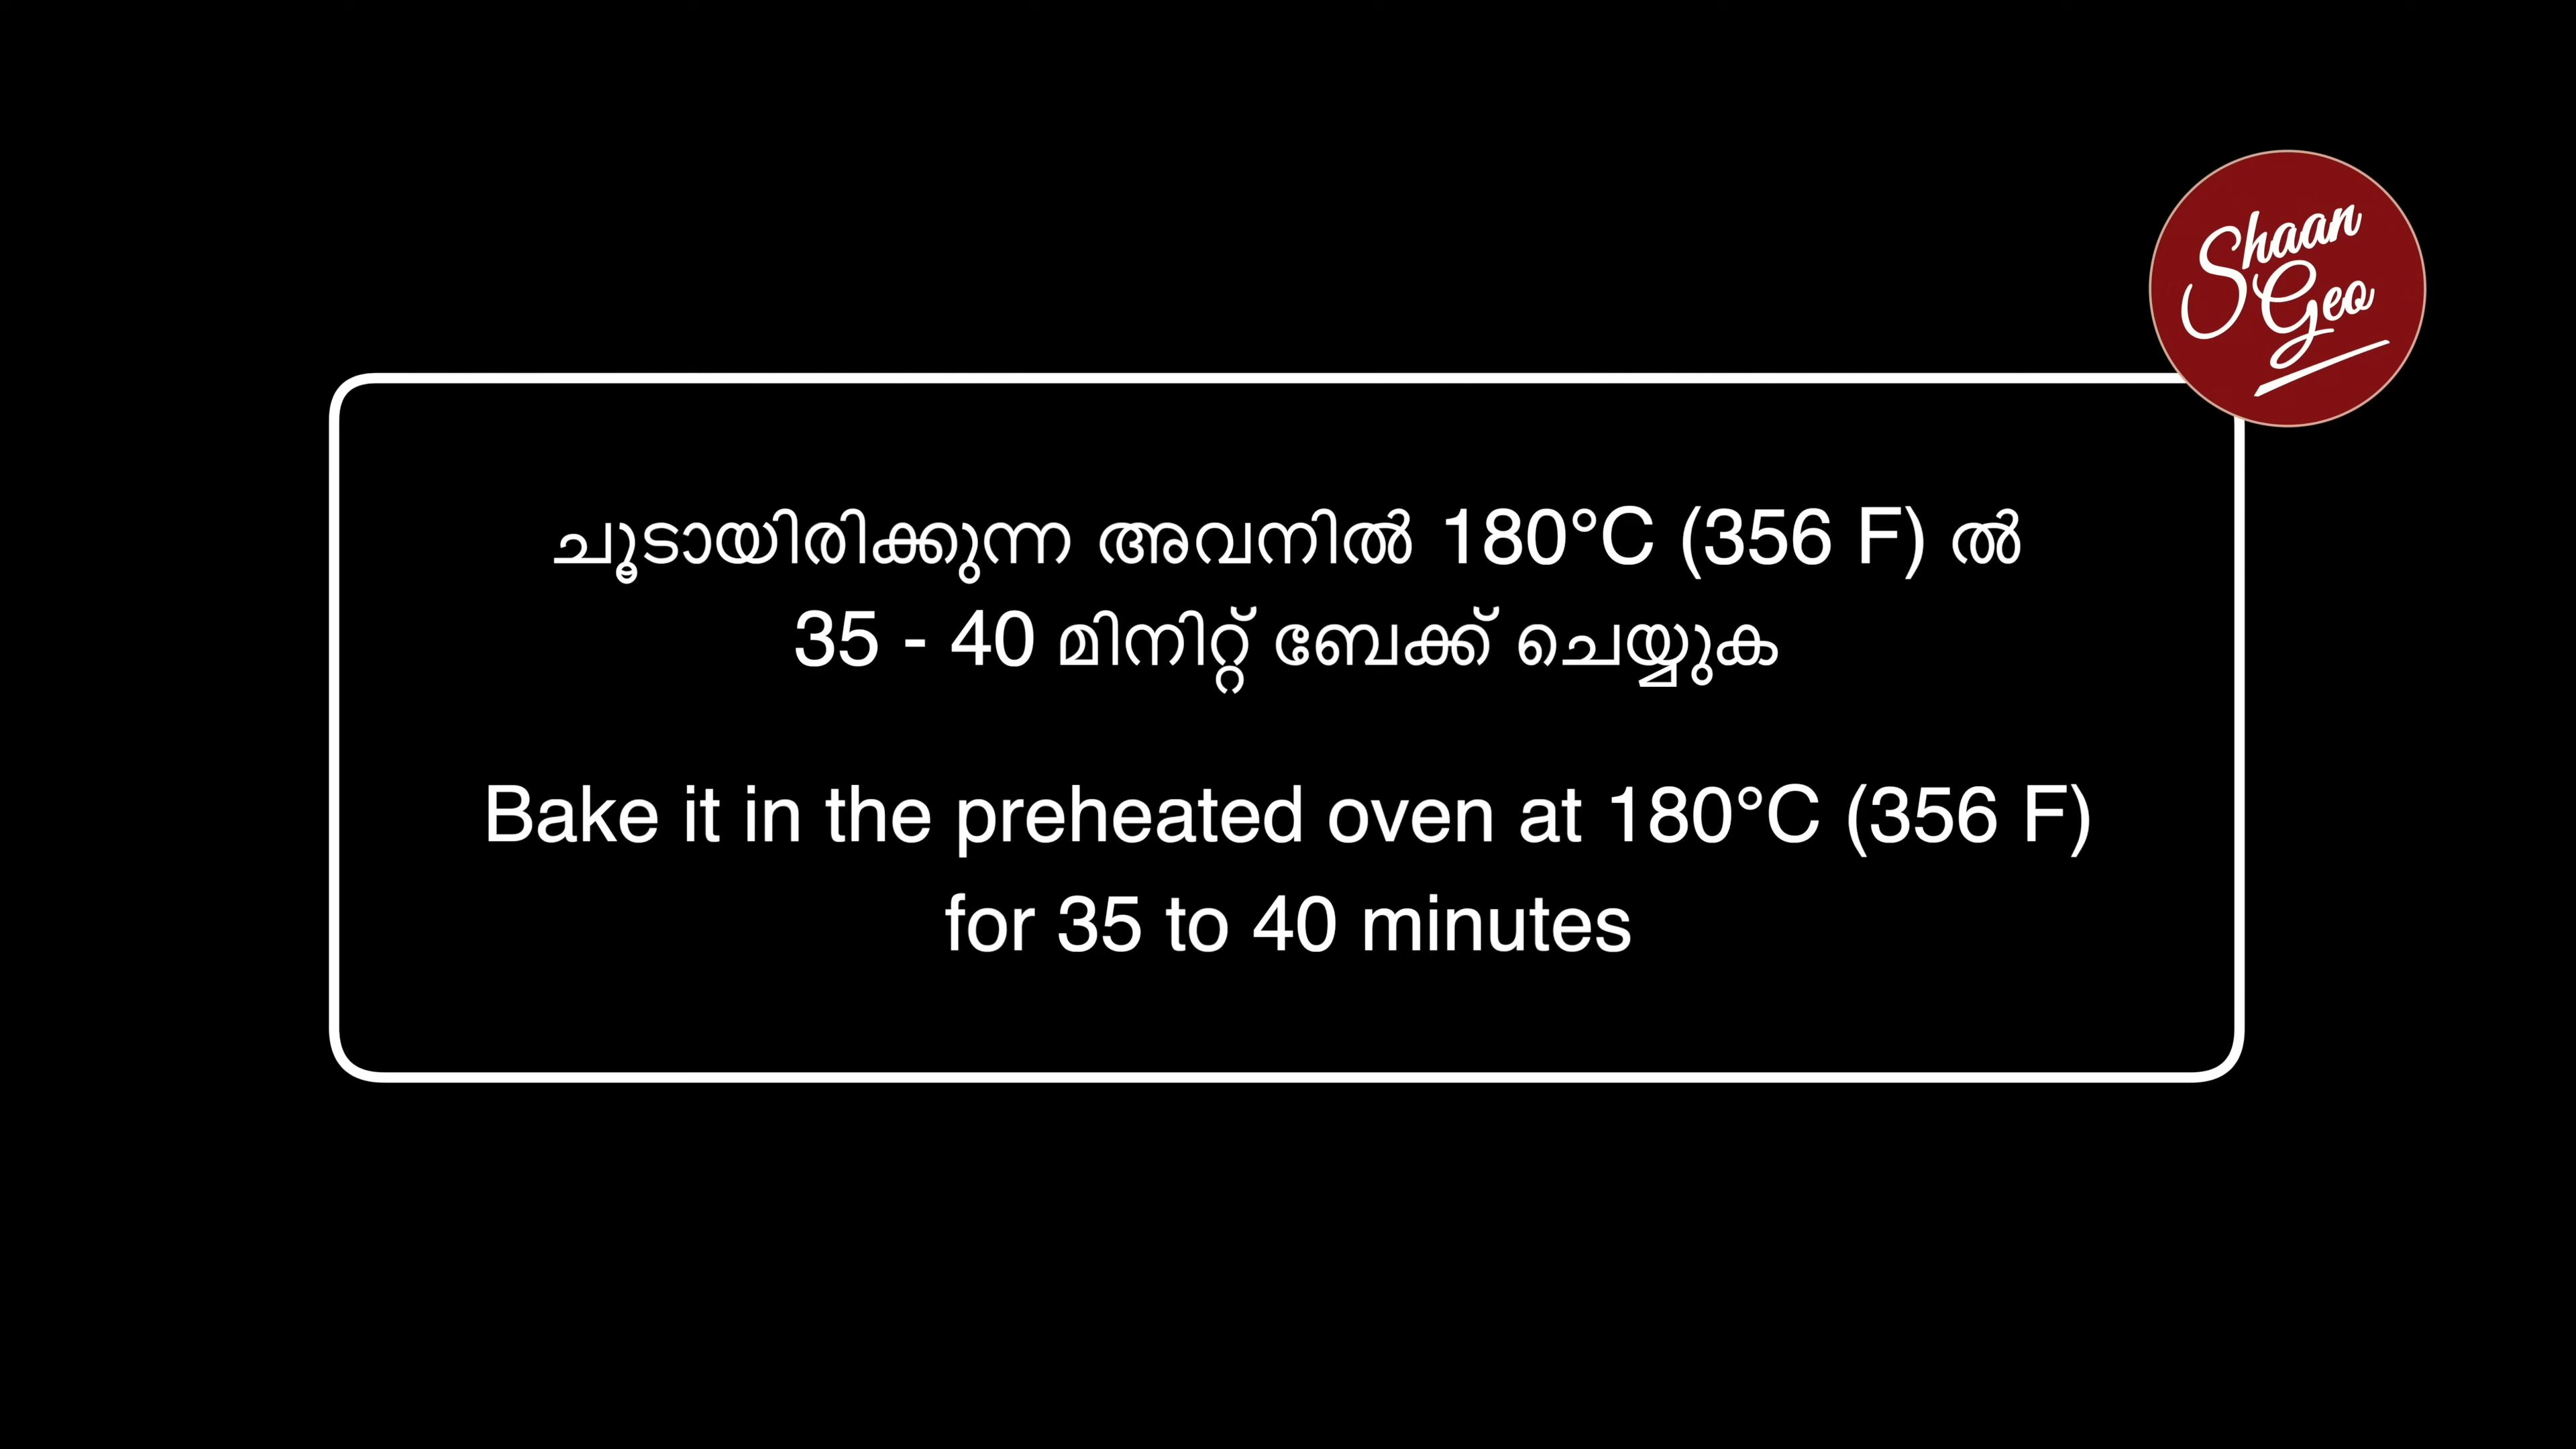 Shaan
Geo
ചൂടായിരിക്കുന്ന അവനിൽ 180°C (356 F) ൽ
35 - 40 മിനിറ്റ് ബേക്ക് ചെയ്യുക
Bake it in the preheated oven at 180°C (356 F)
for 35 to 40 minutes